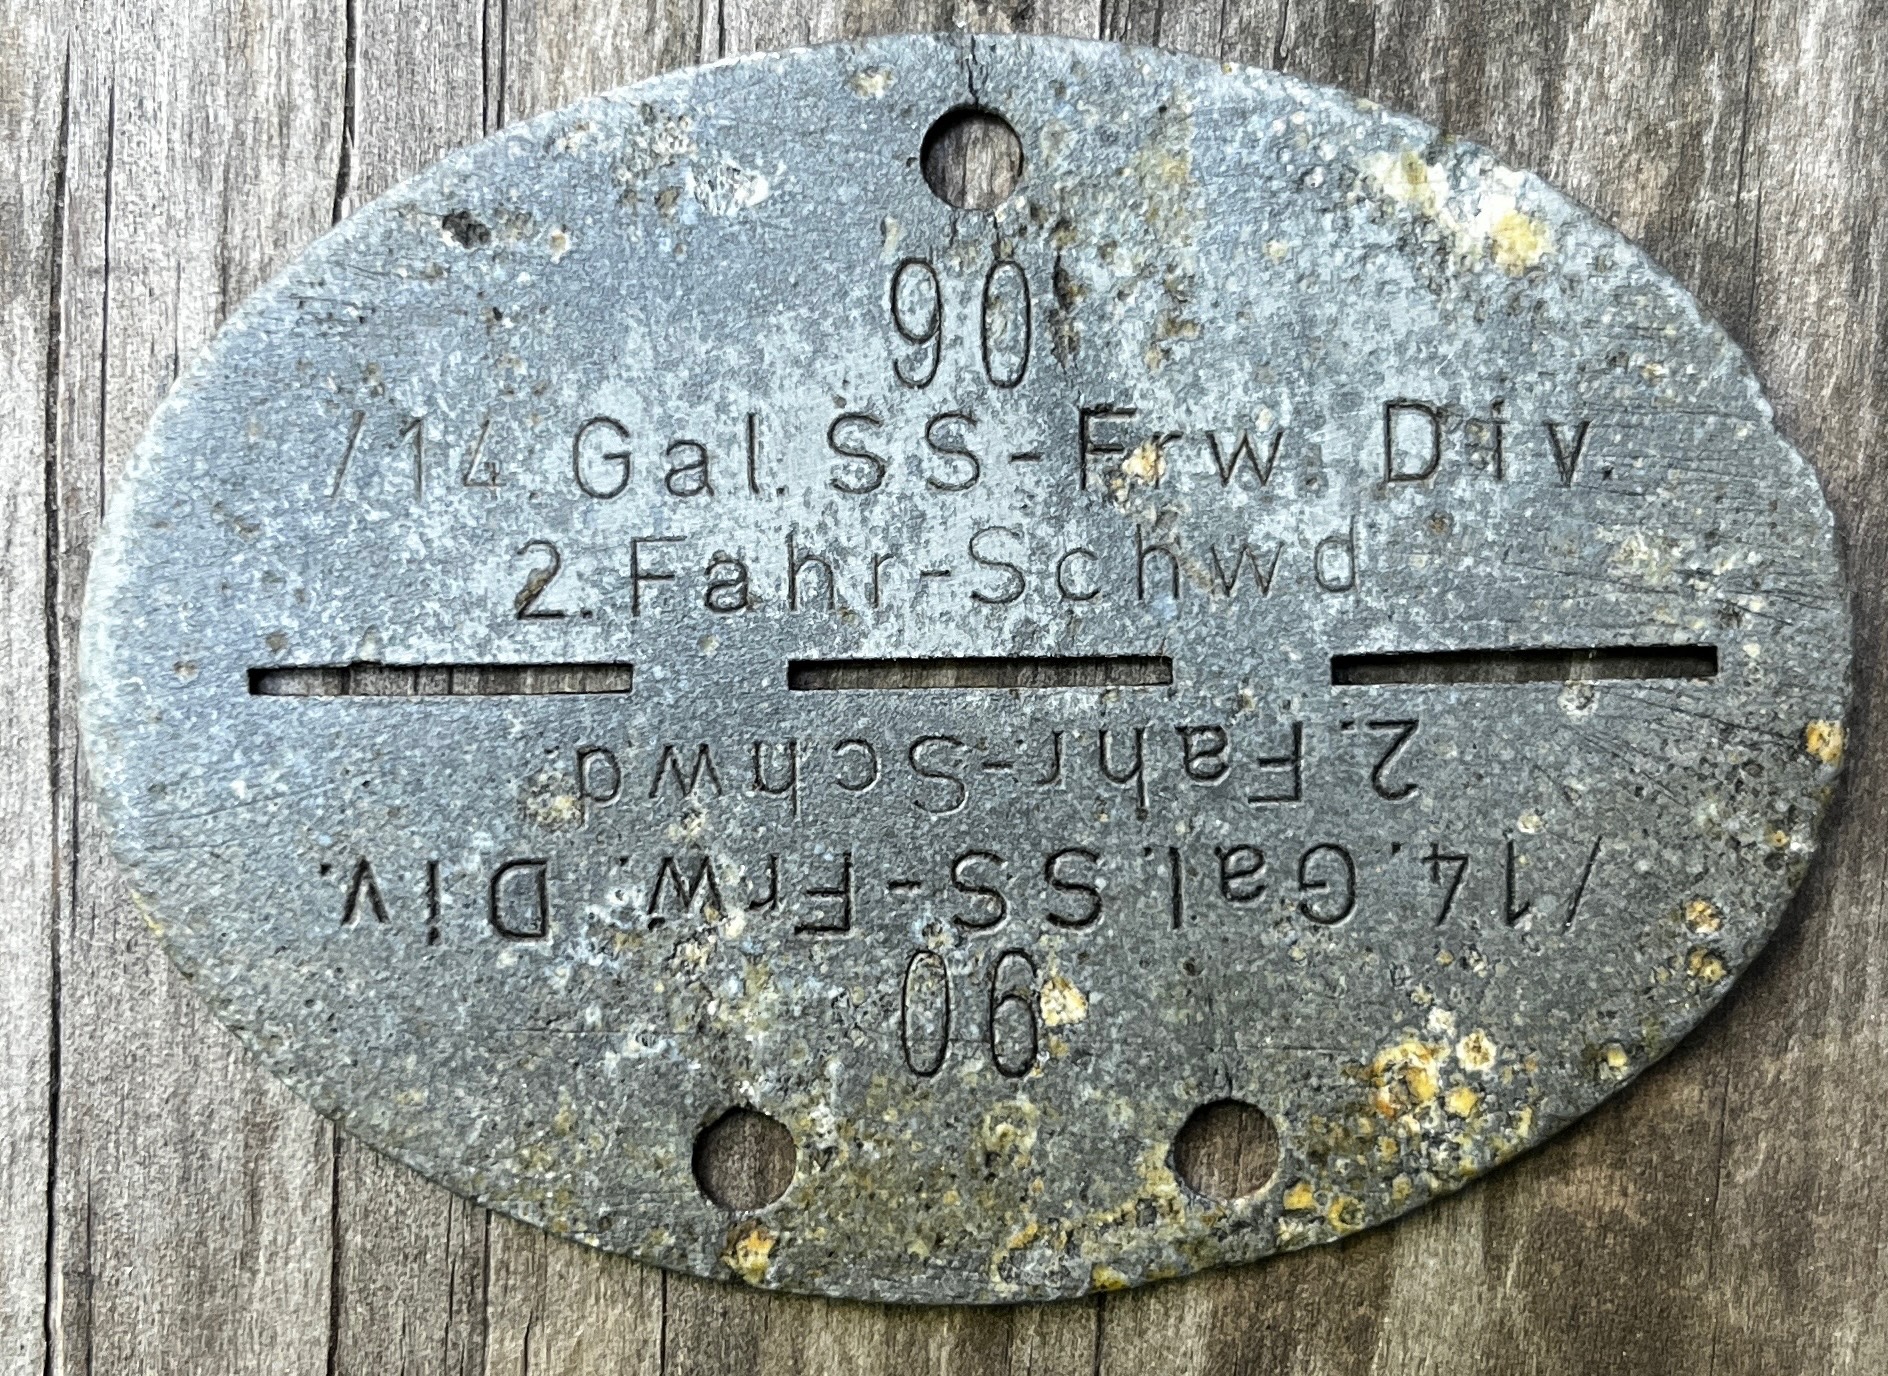 90
/14.Gal.SS-Frw. Div.
2.Fahr-Schwd
2.Fahr-Schwd.
/14.Gal.SS-Frw. Div.
90